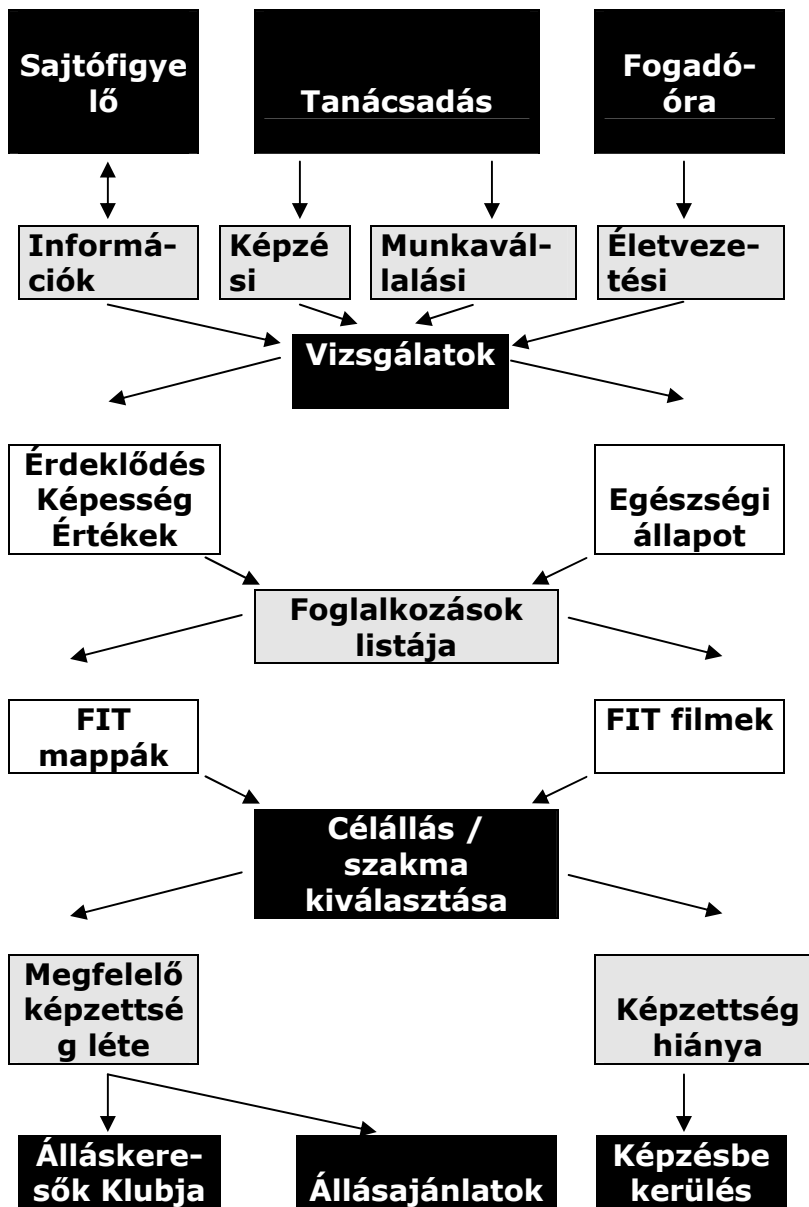 Sajtófigye
lő
Tanácsadás
Fogadó-
óra
Informá-
ciók
Képzé
si
Munkavál-
lalási
Életveze-
tési
Vizsgálatok
Érdeklődés
Képesség
Értékek
Egészségi
állapot
Foglalkozások
listája
FIT
mappák
FIT filmek
Célállás /
szakma
kiválasztása
Megfelelő
képzettsé
g léte
Képzettség
hiánya
Álláskere-
sők Klubja
Állásajánlatok
Képzésbe
kerülés